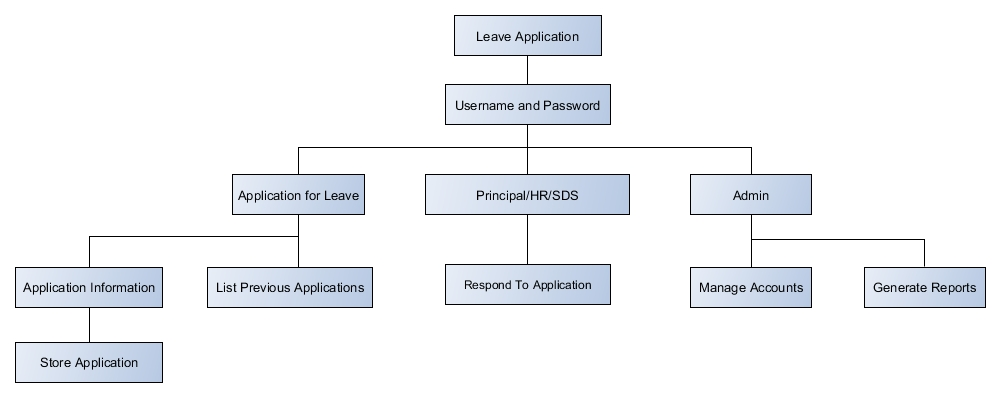 Leave Application
Username and Password
Application for Leave
Principal/HR/SDS
Admin
Application Information
List Previous Applications
Respond To Application
Manage Accounts
Generate Reports
Store Application